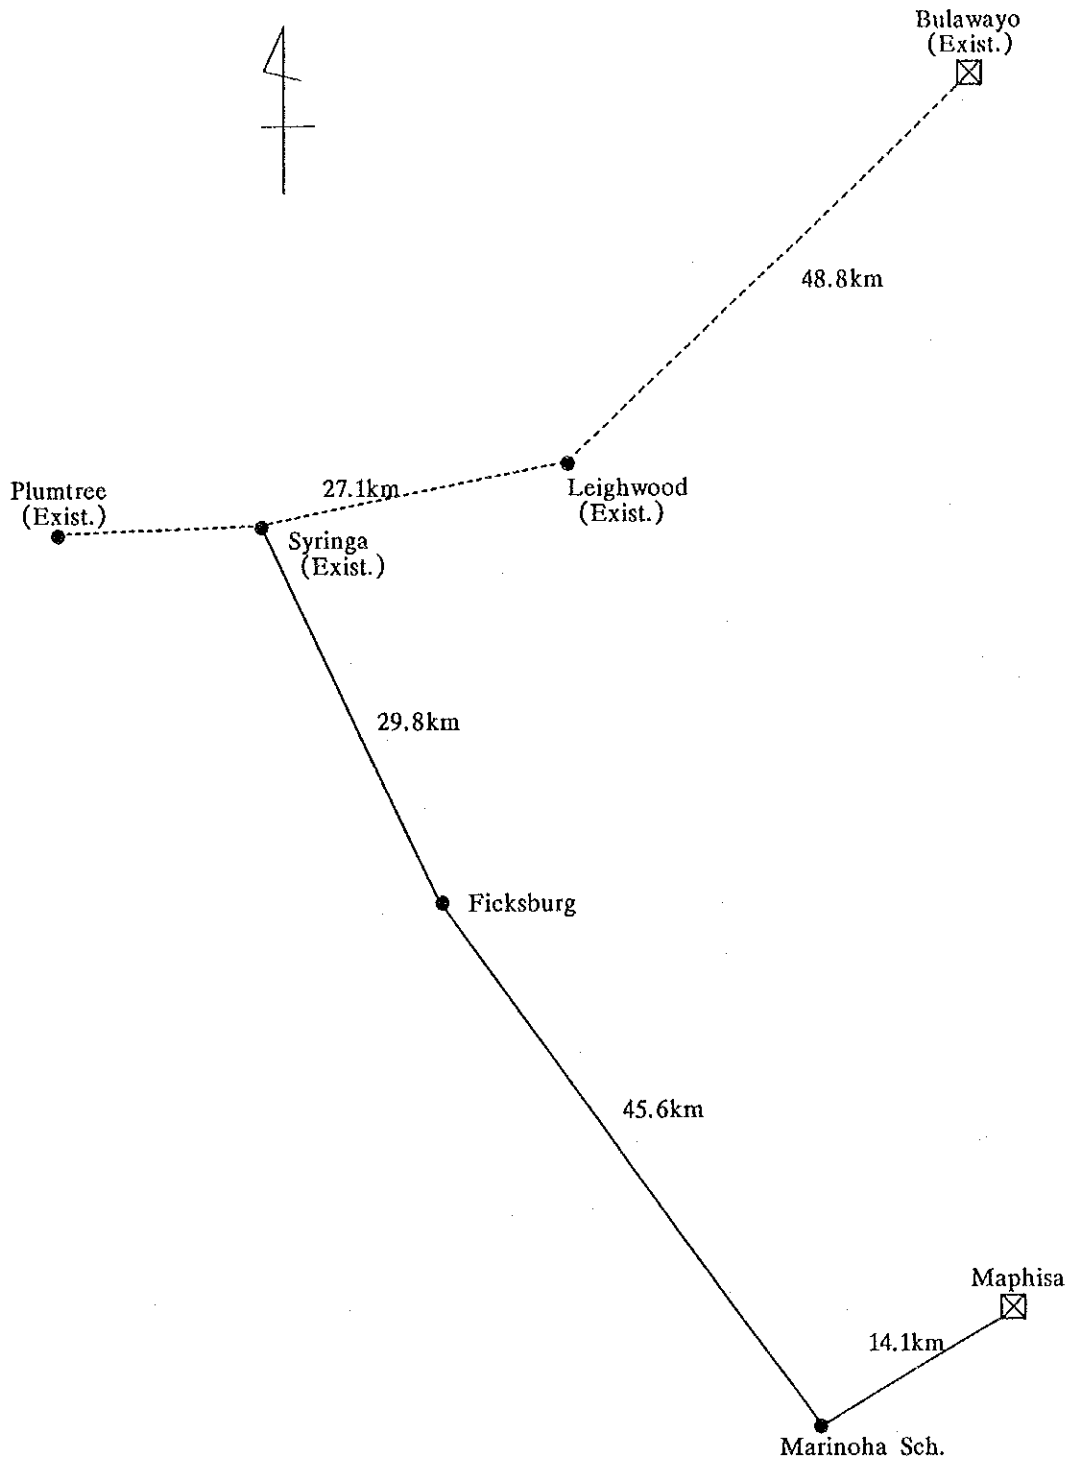 Bulawayo
(Exist.)
48.8km
27.1km
Plumtree
(Exist.)
Leighwood
(Exist.)
Syringa
(Exist.)
29.8km
Ficksburg
45.6km
Maphisa
14.1km
Marinoha Sch.